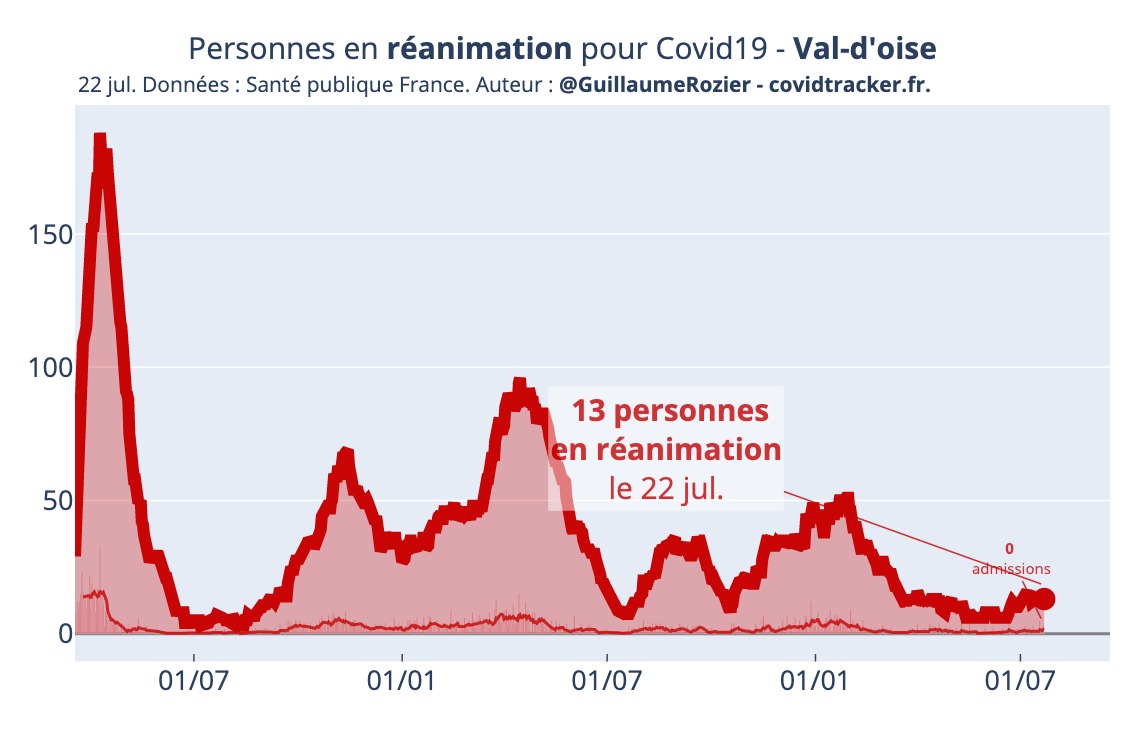 Personnes en réanimation pour Covid19 - Val-d'oise
22 jul. Données : Santé publique France. Auteur : @GuillaumeRozier - covidtracker.fr.
150
100
50
0
13 personnes
en réanimation
le 22 jul.
0
admissions
01/07
01/01
01/07
01/01
01/07